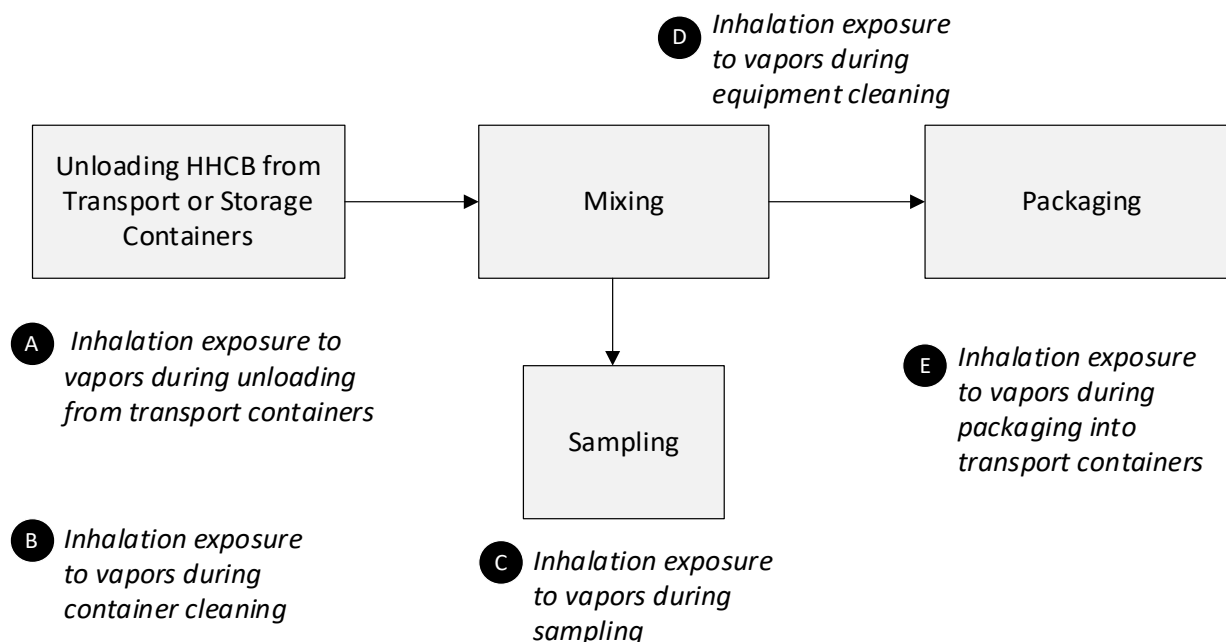 D
Inhalation exposure
to vapors during
equipment cleaning
Unloading HHCB from
Transport or Storage
Containers
Mixing
Packaging
A
Inhalation exposure to
vapors during unloading
from transport containers
E
Inhalation exposure
to vapors during
packaging into
transport containers
Sampling
B
Inhalation exposure
to vapors during
container cleaning
C
Inhalation exposure
to vapors during
sampling